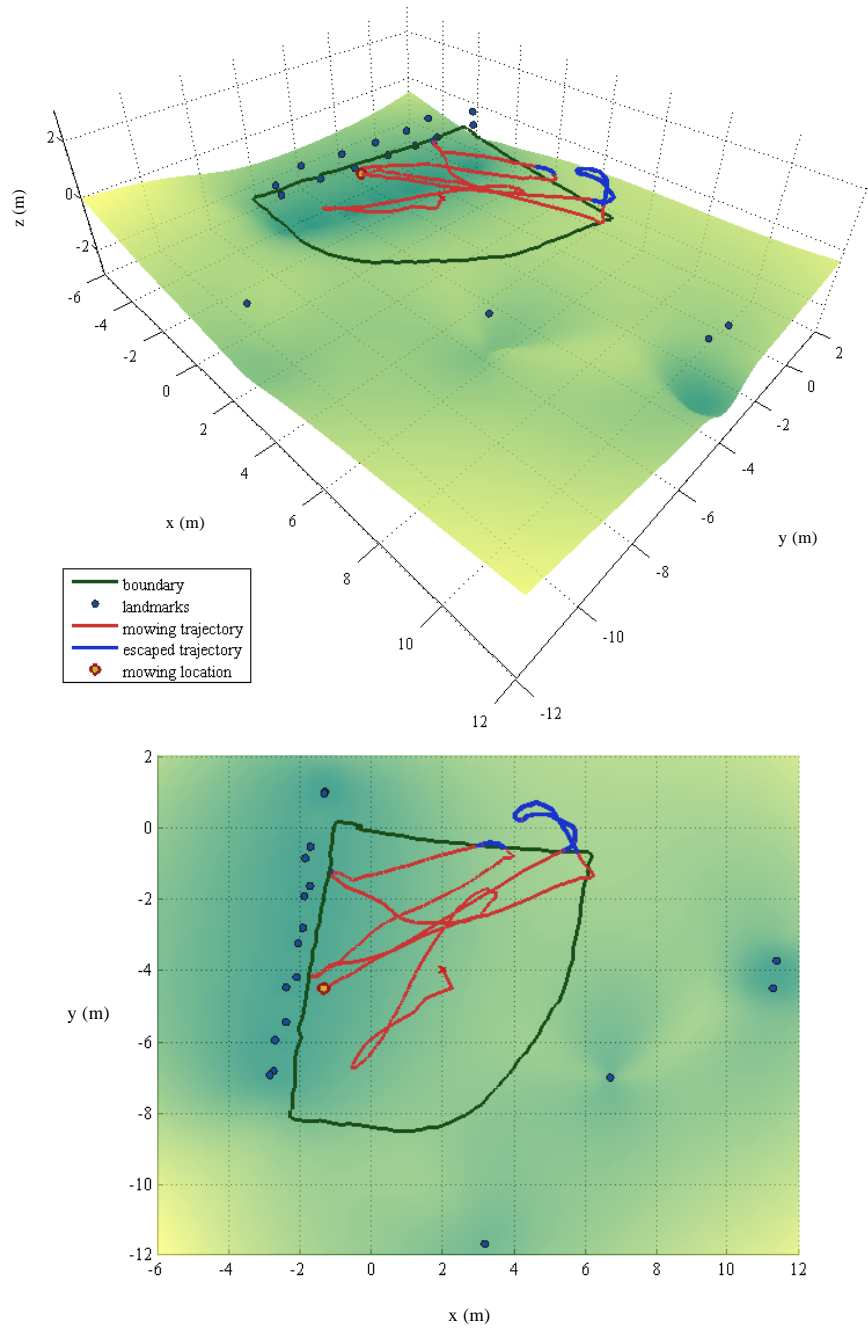 2
0
-2
z (m)
-6
-4
-2
0
2
4
6
8
10
12
x (m)
2
0
-2
-4
-6
-8
-10
-12
y (m)
boundary
landmarks
mowing trajectory
escaped trajectory
mowing location
2
0
-2
-4
-6
-8
-10
-12
y (m)
-6 -4 -2 0 2 4 6 8 10 12
x (m)